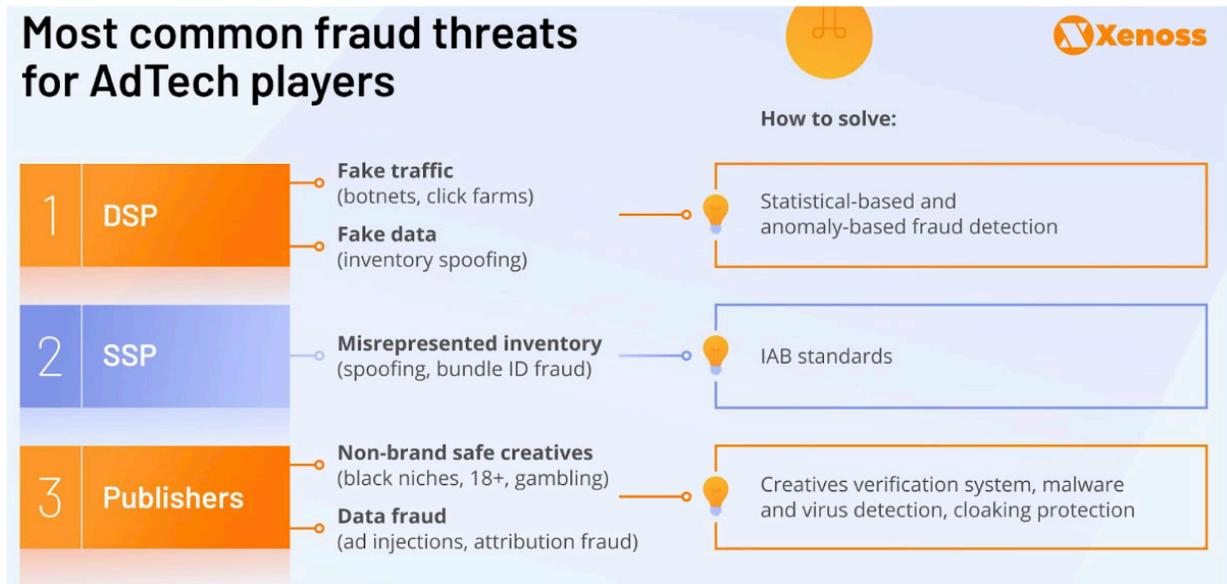 Most common fraud threats
for AdTech players
Xenoss
How to solve:
1
DSP
Fake traffic
(botnets, click farms)
Fake data
(inventory spoofing)
Statistical-based and
anomaly-based fraud detection
2
SSP
Misrepresented inventory
(spoofing, bundle ID fraud)
IAB standards
3
Publishers
Non-brand safe creatives
(black niches, 18+, gambling)
Data fraud
(ad injections, attribution fraud)
Creatives verification system, malware
and virus detection, cloaking protection